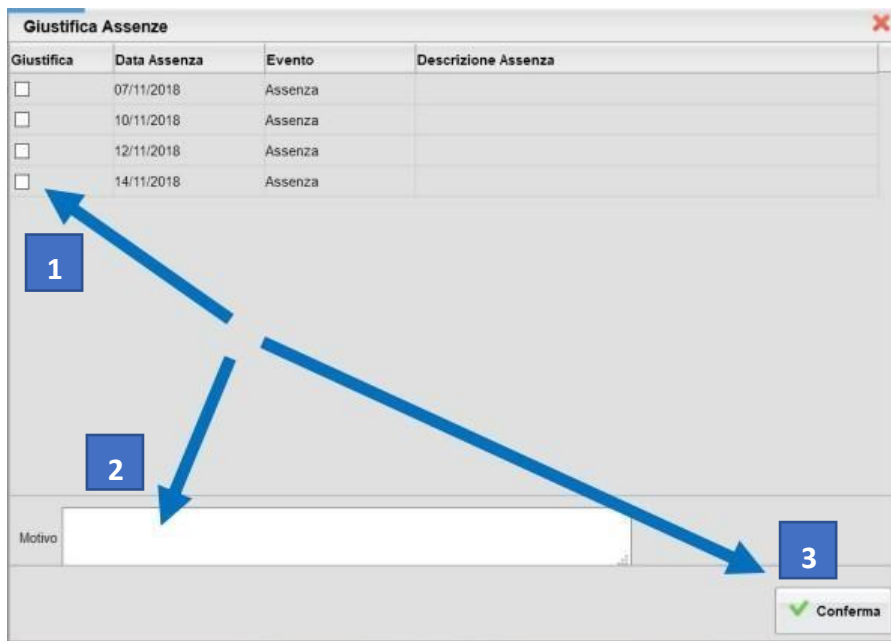 Giustifica Assenze
Giustifica Data Assenza Evento Descrizione Assenza
07/11/2018 Assenza
10/11/2018 Assenza
12/11/2018 Assenza
14/11/2018 Assenza
1
2
Motivo
3
Conferma